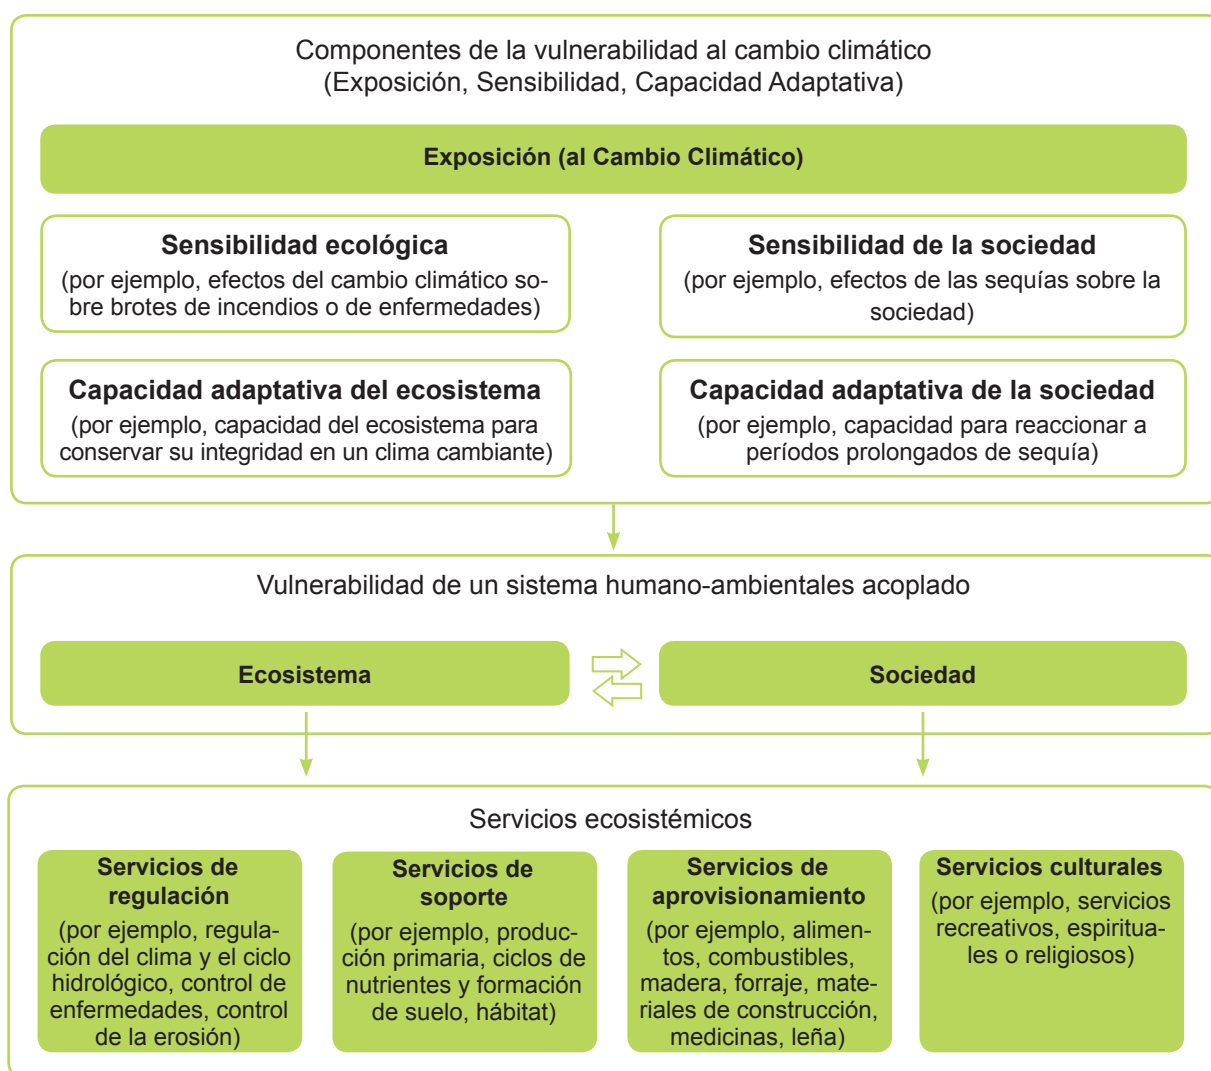 Componentes de la vulnerabilidad al cambio climático
(Exposición, Sensibilidad, Capacidad Adaptativa)
Exposición (al Cambio Climático)
Sensibilidad ecológica
(por ejemplo, efectos del cambio climático so-
bre brotes de incendios o de enfermedades)
Sensibilidad de la sociedad
(por ejemplo, efectos de las sequías sobre la
sociedad)
Capacidad adaptativa del ecosistema
(por ejemplo, capacidad del ecosistema para
conservar su integridad en un clima cambiante)
Capacidad adaptativa de la sociedad
(por ejemplo, capacidad para reaccionar a
períodos prolongados de sequía)
Vulnerabilidad de un sistema humano-ambientales acoplado
Ecosistema
Sociedad
Servicios ecosistémicos
Servicios de
regulación
(por ejemplo, regula-
ción del clima y el ciclo
hidrológico, control de
enfermedades, control
de la erosión)
Servicios de
soporte
(por ejemplo, produc-
ción primaria, ciclos de
nutrientes y formación
de suelo, hábitat)
Servicios de
aprovisionamiento
(por ejemplo, alimen-
tos, combustibles,
madera, forraje, mate-
riales de construcción,
medicinas, leña)
Servicios culturales
(por ejemplo, servicios
recreativos, espiritua-
les o religiosos)